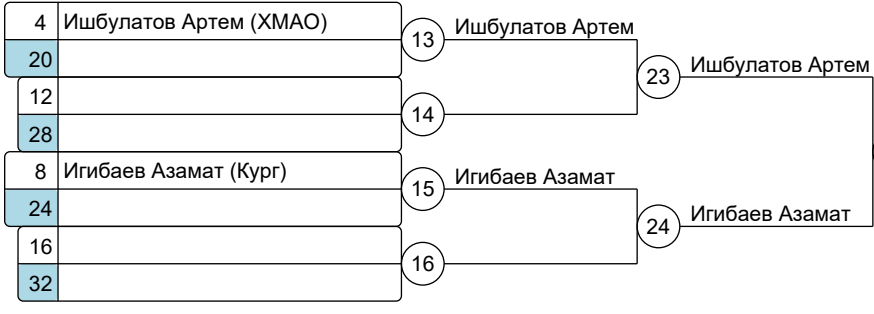 4 Ишбулатов Артем (ХМАО)
20
13 Ишбулатов Артем
23 Ишбулатов Артем
12
28
14
8 Игибаев Азамат (Кург)
24
15 Игибаев Азамат
24 Игибаев Азамат
16
32
16